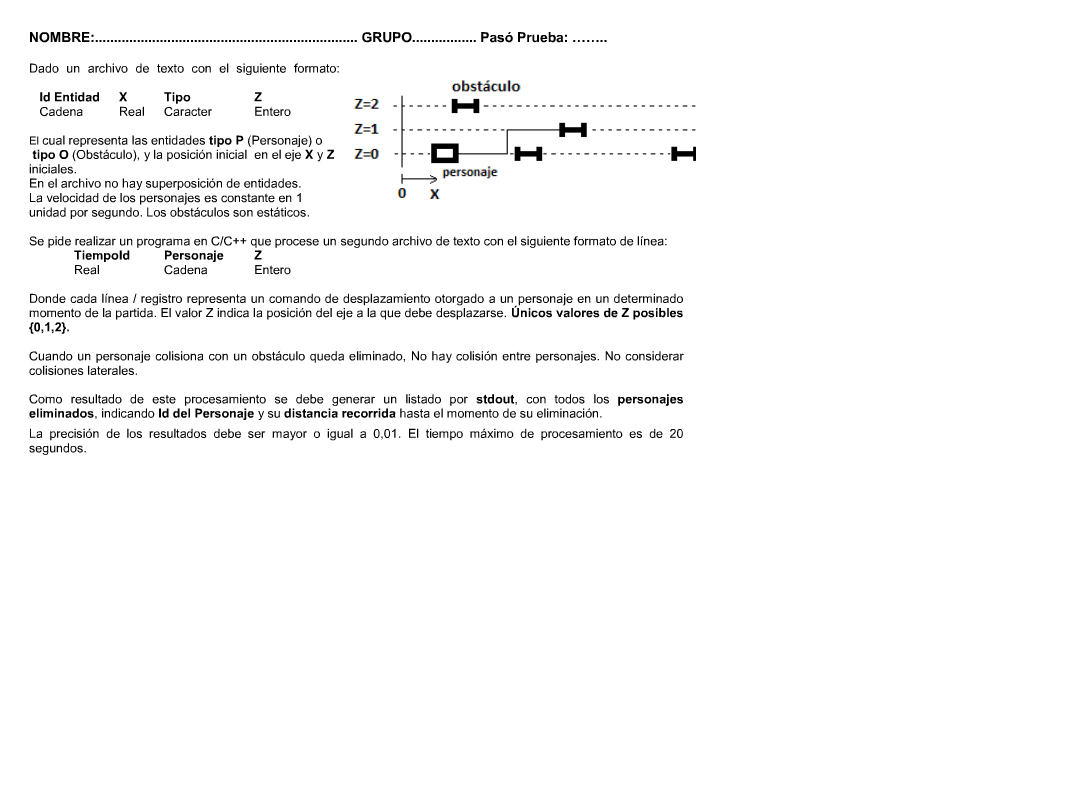 NOMBRE:..................................................................... GRUPO................. Pasó Prueba: ……..
Dado un archivo de texto con el siguiente formato:
Id Entidad X Tipo Z
Cadena Real Caracter Entero
El cual representa las entidades tipo P (Personaje) o
tipo O (Obstáculo), y la posición inicial en el eje X y Z
iniciales.
En el archivo no hay superposición de entidades.
La velocidad de los personajes es constante en 1
unidad por segundo. Los obstáculos son estáticos.
obstáculo
Z=2
Z=1
Z=0
personaje
0 X
Se pide realizar un programa en C/C++ que procese un segundo archivo de texto con el siguiente formato de línea:
TiempoId Personaje Z
Real Cadena Entero
Donde cada línea / registro representa un comando de desplazamiento otorgado a un personaje en un determinado
momento de la partida. El valor Z indica la posición del eje a la que debe desplazarse. Únicos valores de Z posibles
{0,1,2}.
Cuando un personaje colisiona con un obstáculo queda eliminado, No hay colisión entre personajes. No considerar
colisiones laterales.
Como resultado de este procesamiento se debe generar un listado por stdout, con todos los personajes
eliminados, indicando Id del Personaje y su distancia recorrida hasta el momento de su eliminación.
La precisión de los resultados debe ser mayor o igual a 0,01. El tiempo máximo de procesamiento es de 20
segundos.